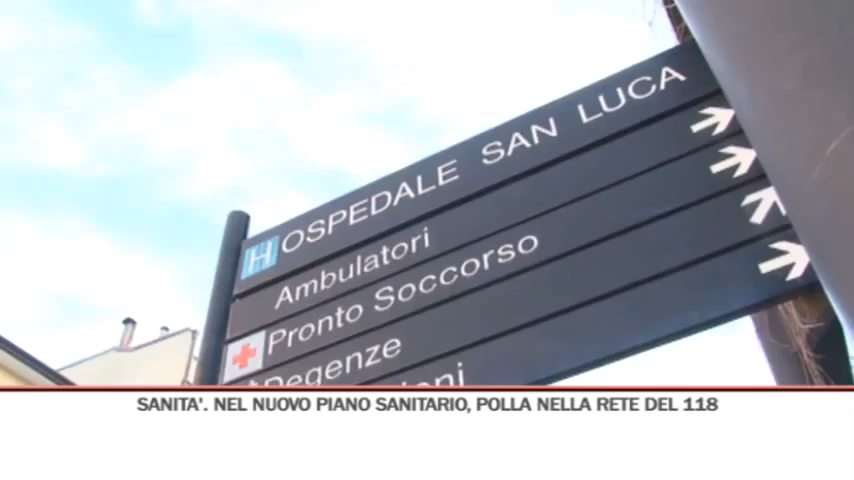 H OSPEDALE SAN LUCA
Ambulatori
Pronto Soccorso
Degenze
SANITA'. NEL NUOVO PIANO SANITARIO, POLLA NELLA RETE DEL 118